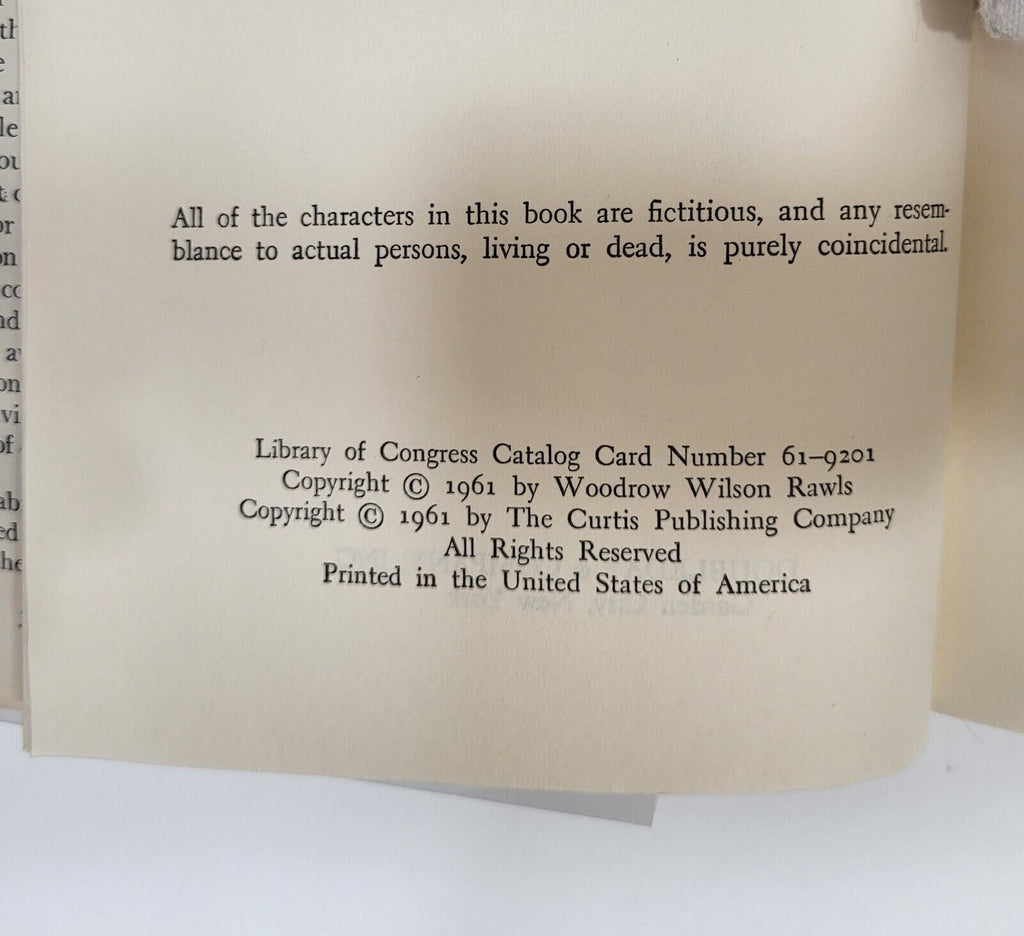 All of the characters in this book are fictitious, and any resem-
blance to actual persons, living or dead, is purely coincidental.
Library of Congress Catalog Card Number 61–9201
Copyright © 1961 by Woodrow Wilson Rawls
Copyright © 1961 by The Curtis Publishing Company
All Rights Reserved
Printed in the United States of America